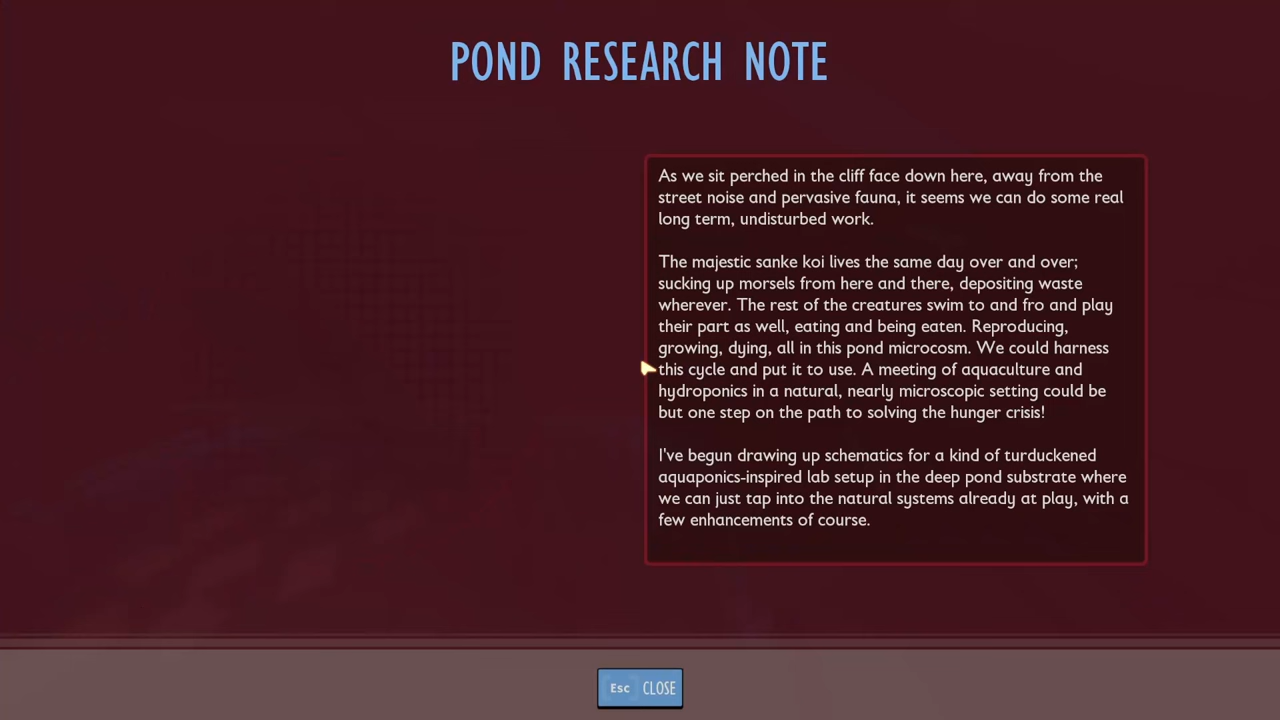 POND RESEARCH NOTE
As we sit perched in the cliff face down here, away from the
street noise and pervasive fauna, it seems we can do some real
long term, undisturbed work.
The majestic sanke koi lives the same day over and over;
sucking up morsels from here and there, depositing waste
wherever. The rest of the creatures swim to and fro and play
their part as well, eating and being eaten. Reproducing,
growing, dying, all in this pond microcosm. We could harness
this cycle and put it to use. A meeting of aquaculture and
hydroponics in a natural, nearly microscopic setting could be
but one step on the path to solving the hunger crisis!
I've begun drawing up schematics for a kind of turduckened
aquaponics-inspired lab setup in the deep pond substrate where
we can just tap into the natural systems already at play, with a
few enhancements of course.
Esc CLOSE